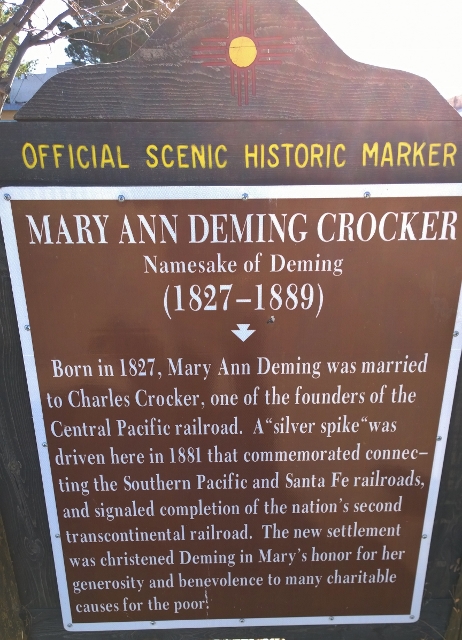 OFFICIAL SCENIC HISTORIC MARKER
MARY ANN DEMING CROCKER
Namesake of Deming
(1827–1889)
Born in 1827, Mary Ann Deming was married
to Charles Crocker, one of the founders of the
Central Pacific railroad. A “silver spike“ was
driven here in 1881 that commemorated connec–
ting the Southern Pacific and Santa Fe railroads,
and signaled completion of the nation's second
transcontinental railroad. The new settlement
was christened Deming in Mary's honor for her
generosity and benevolence to many charitable
causes for the poor.